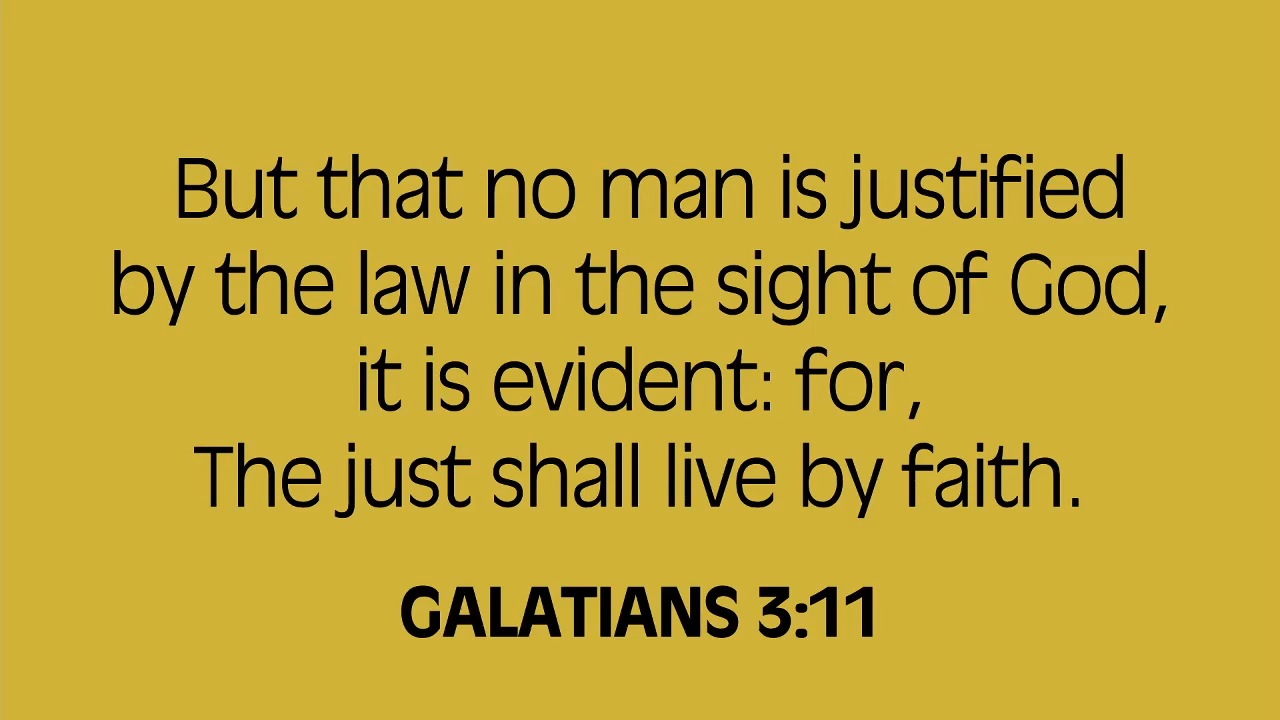 But that no man is justified
by the law in the sight of God,
it is evident: for,
The just shall live by faith.
GALATIANS 3:11